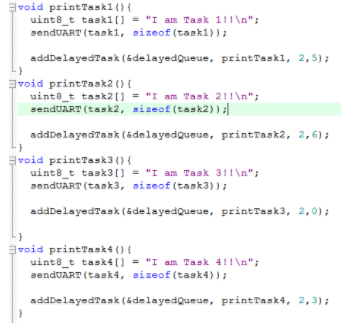 void printTask1(){
uint8_t task1[] = "I am Task 1!!\n";
sendUART(task1, sizeof(task1));
addDelayedTask(&delayedQueue, printTask1, 2,5);
}
void printTask2(){
uint8_t task2[] = "I am Task 2!!\n";
sendUART(task2, sizeof(task2));
addDelayedTask(&delayedQueue, printTask2, 2,6);
}
void printTask3(){
uint8_t task3[] = "I am Task 3!!\n";
sendUART(task3, sizeof(task3));
addDelayedTask(&delayedQueue, printTask3, 2,0);
}
void printTask4(){
uint8_t task4[] = "I am Task 4!!\n";
sendUART(task4, sizeof(task4));
addDelayedTask(&delayedQueue, printTask4, 2,3);
}